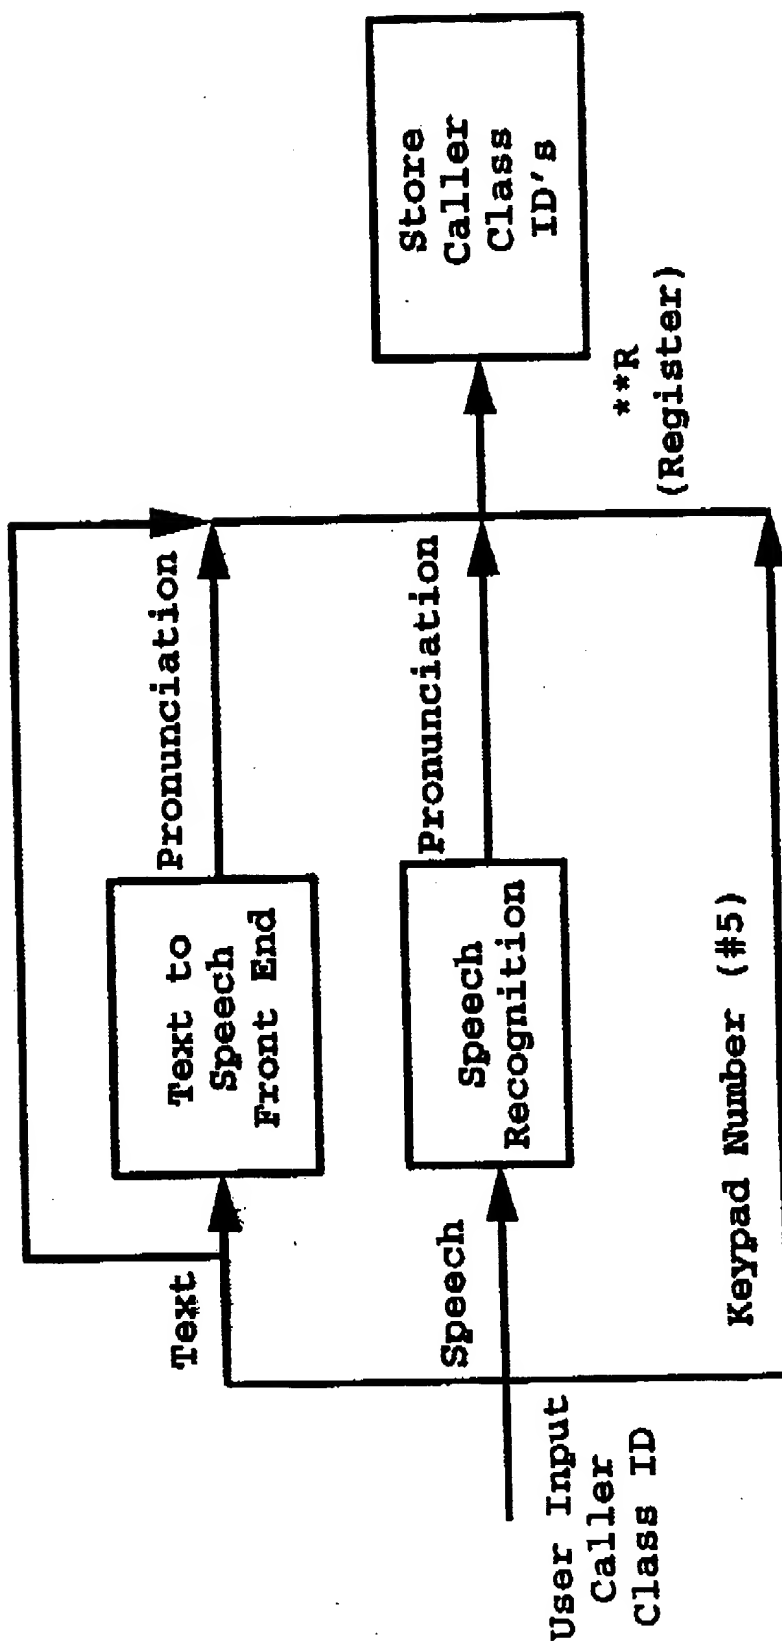 User Input
Caller
Class ID
Text
Text to
Speech
Front End
Pronunciation
Speech
Speech
Recognition
Pronunciation
Keypad Number (#5)
Store
Caller
Class
ID's
**R
(Register)